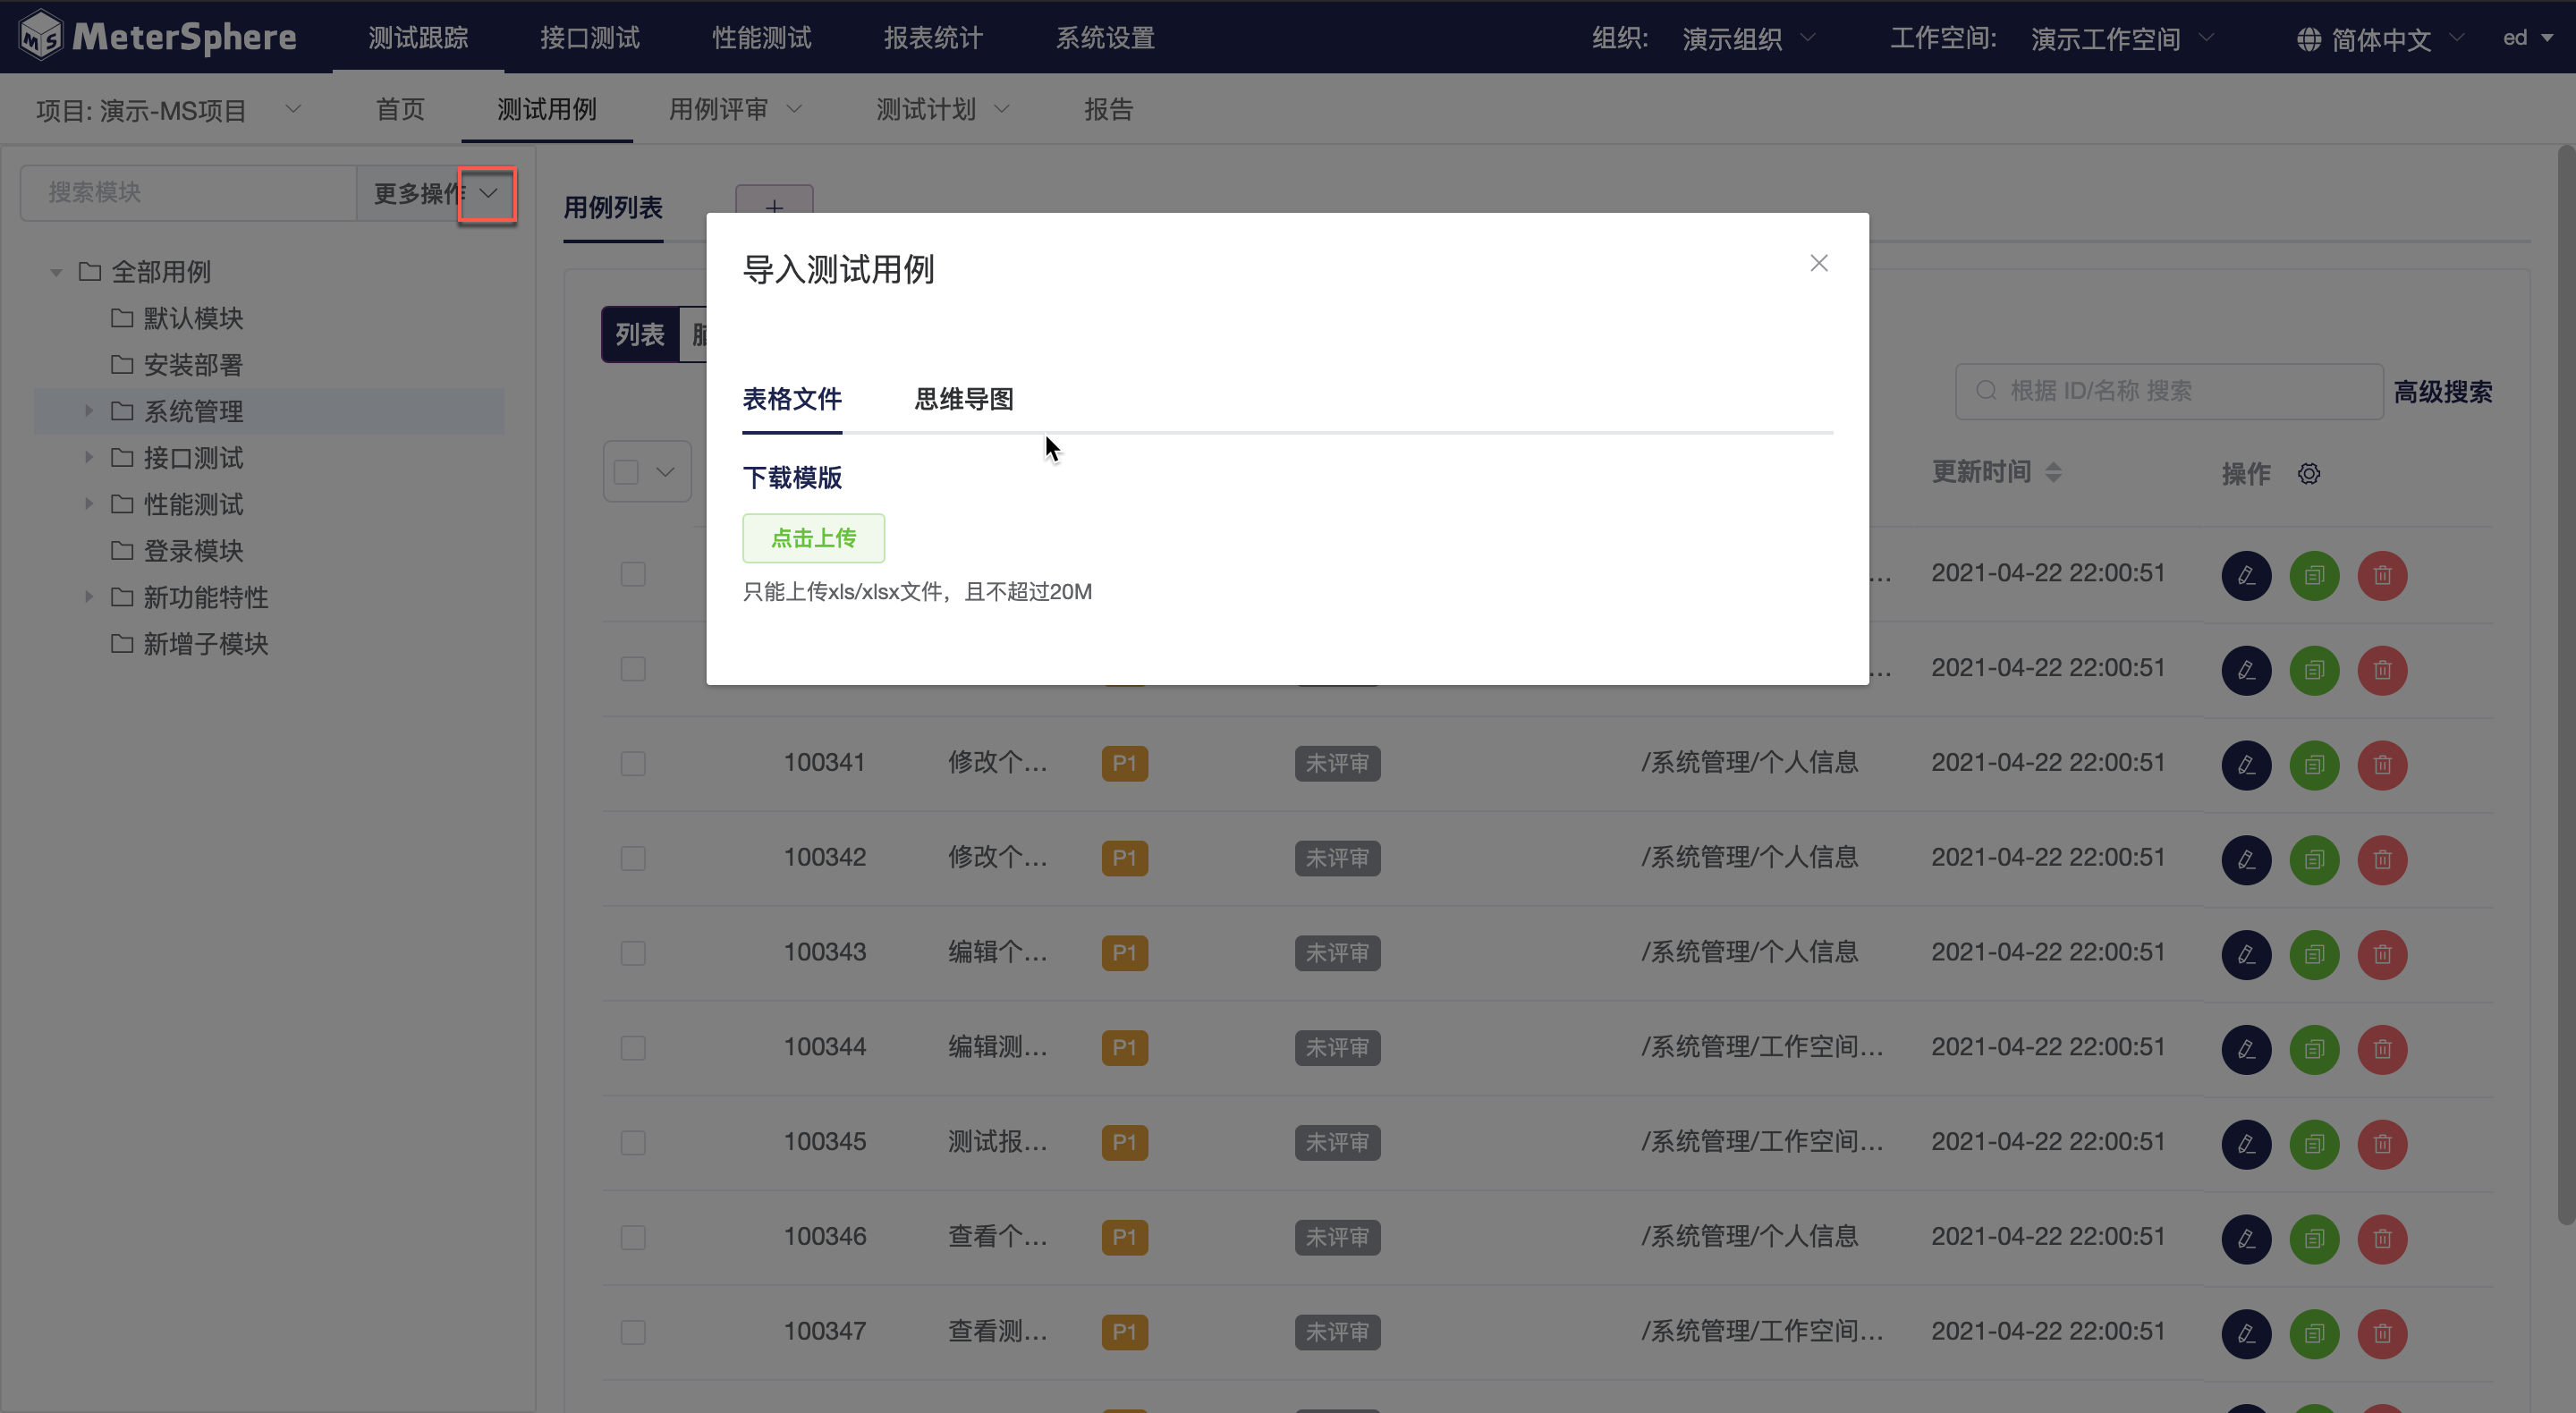 MeterSphere 测试跟踪 接口测试 性能测试 报表统计 系统设置 组织: 演示组织 工作空间: 演示工作空间 简体中文 ed
项目: 演示-MS项目 首页 测试用例 用例评审 测试计划 报告
搜索模块 更多操作
用例列表 +
全部用例
默认模块
安装部署
系统管理
接口测试
性能测试
登录模块
新功能特性
新增子模块
导入测试用例
表格文件 思维导图
下载模版
点击上传
只能上传xls/xlsx文件，且不超过20M
列表
根据 ID/名称 搜索 高级搜索
更新时间 操作
... 2021-04-22 22:00:51
... 2021-04-22 22:00:51
100341 修改个... P1 未评审 /系统管理/个人信息 2021-04-22 22:00:51
100342 修改个... P1 未评审 /系统管理/个人信息 2021-04-22 22:00:51
100343 编辑个... P1 未评审 /系统管理/个人信息 2021-04-22 22:00:51
100344 编辑测... P1 未评审 /系统管理/工作空间... 2021-04-22 22:00:51
100345 测试报... P1 未评审 /系统管理/工作空间... 2021-04-22 22:00:51
100346 查看个... P1 未评审 /系统管理/个人信息 2021-04-22 22:00:51
100347 查看测... P1 未评审 /系统管理/工作空间... 2021-04-22 22:00:51